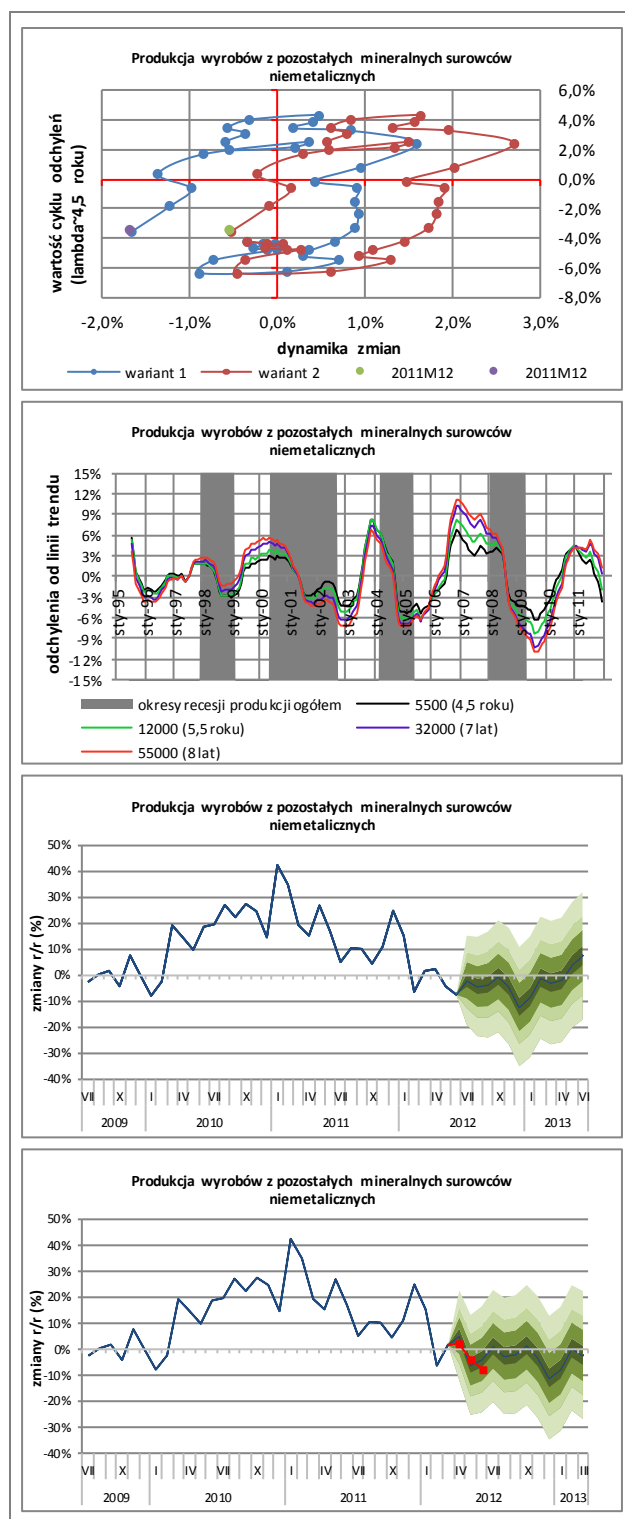 Produkcja wyrobów z pozostałych mineralnych surowców
niemetalicznych
wartość cyklu odchyleń
(lambda~4,5 roku)
6,0%
4,0%
2,0%
0,0%
-2,0%
-4,0%
-6,0%
-8,0%
-2,0% -1,0% 0,0% 1,0% 2,0% 3,0%
dynamika zmian
wariant 1 wariant 2 2011M12 2011M12
Produkcja wyrobów z pozostałych mineralnych surowców
niemetalicznych
odchylenia od linii trendu
15%
12%
9%
6%
3%
0%
-3%
-6%
-9%
-12%
-15%
sty-95 sty-96 sty-97 sty-98 sty-99 sty-00 sty-01 sty-02 sty-03 sty-04 sty-05 sty-06 sty-07 sty-08 sty-09 sty-10 sty-11
okresy recesji produkcji ogółem 5500 (4,5 roku)
12000 (5,5 roku) 32000 (7 lat)
55000 (8 lat)
Produkcja wyrobów z pozostałych mineralnych surowców
niemetalicznych
zmiany r/r (%)
50%
40%
30%
20%
10%
0%
-10%
-20%
-30%
-40%
VII X I IV VII X I IV VII X I IV VII X I IV VI
2009 2010 2011 2012 2013
Produkcja wyrobów z pozostałych mineralnych surowców
niemetalicznych
zmiany r/r (%)
50%
40%
30%
20%
10%
0%
-10%
-20%
-30%
-40%
VII X I IV VII X I IV VII X I IV VII X I III
2009 2010 2011 2012 2013